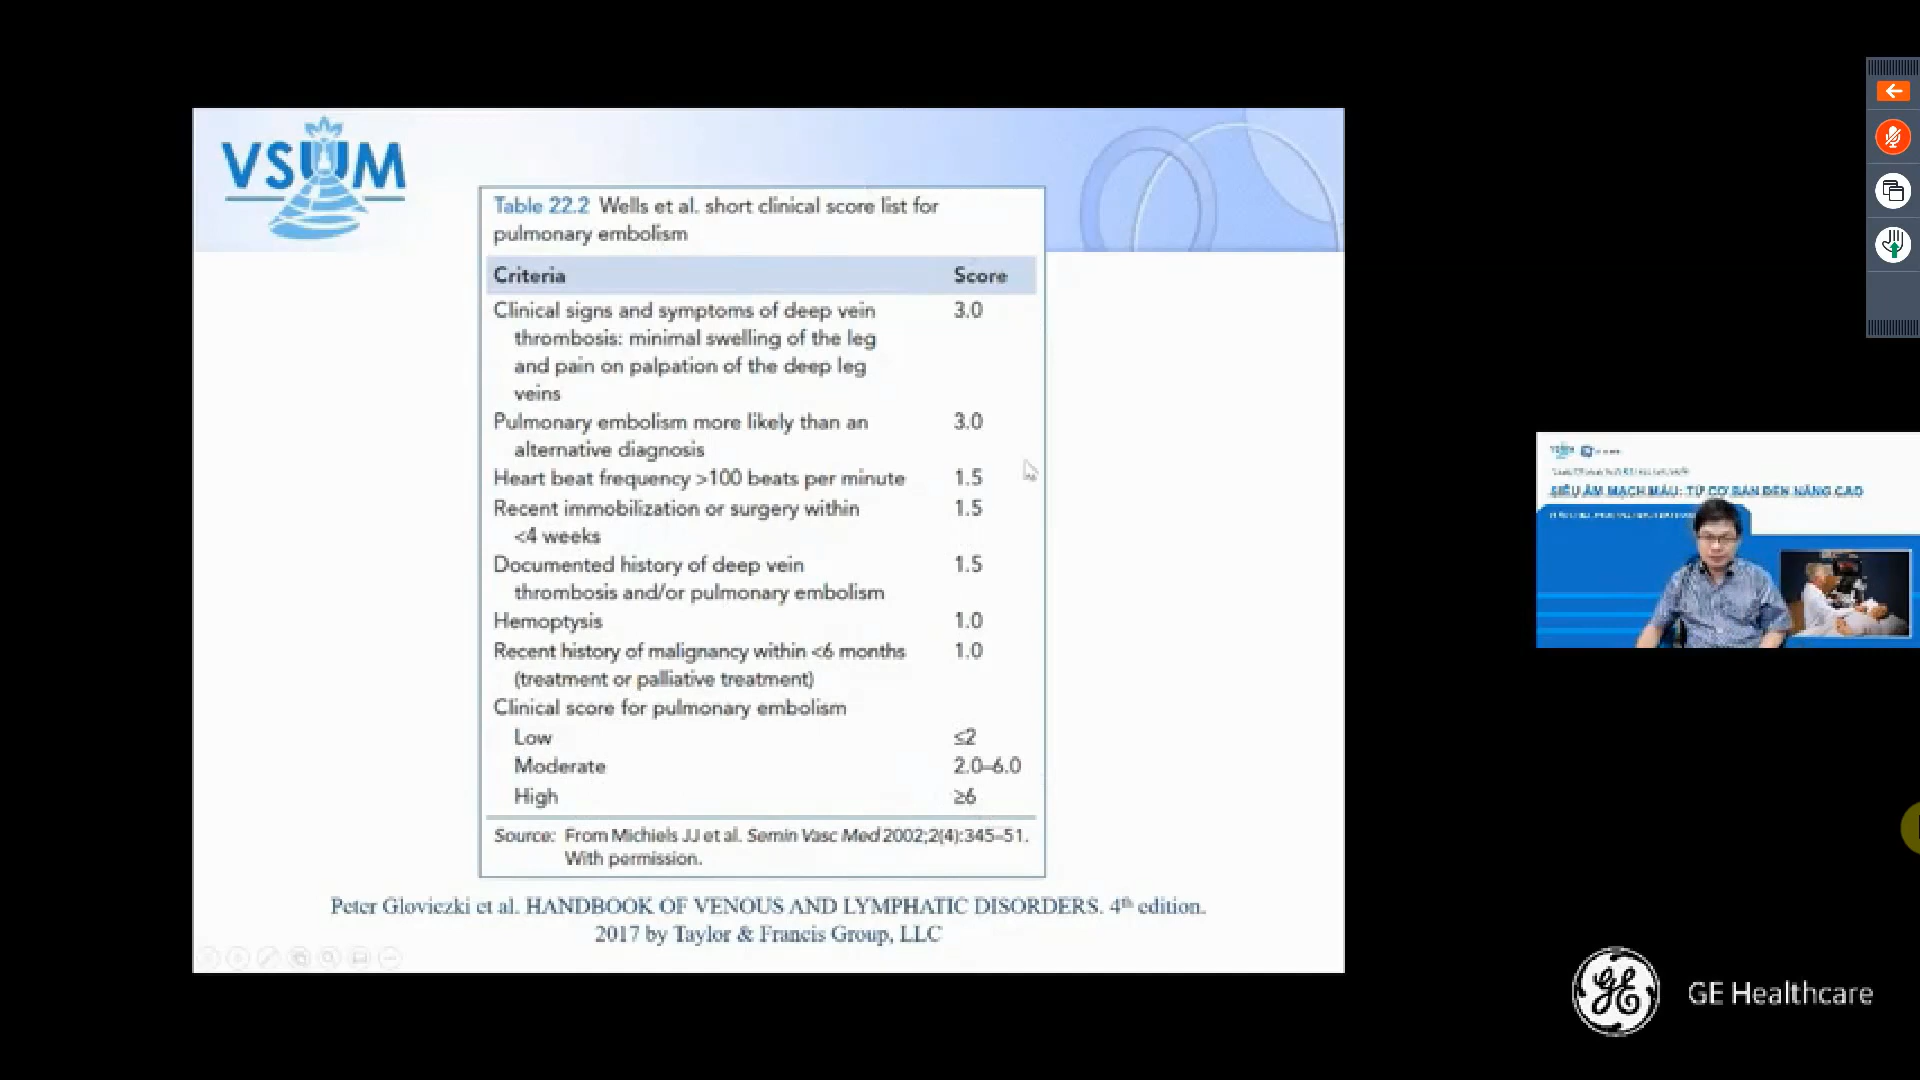 VSUM
Table 22.2 Wells et al. short clinical score list for
pulmonary embolism
Criteria Score
Clinical signs and symptoms of deep vein 3.0
thrombosis: minimal swelling of the leg
and pain on palpation of the deep leg
veins
Pulmonary embolism more likely than an 3.0
alternative diagnosis
Heart beat frequency >100 beats per minute 1.5
Recent immobilization or surgery within 1.5
<4 weeks
Documented history of deep vein 1.5
thrombosis and/or pulmonary embolism
Hemoptysis 1.0
Recent history of malignancy within <6 months 1.0
(treatment or palliative treatment)
Clinical score for pulmonary embolism
Low ≤2
Moderate 2.0–6.0
High ≥6
Source: From Michiels JJ et al. Semin Vasc Med 2002;2(4):345–51.
With permission.
Peter Gloviczki et al. HANDBOOK OF VENOUS AND LYMPHATIC DISORDERS. 4th edition.
2017 by Taylor & Francis Group, LLC
SIÊU ÂM MẠCH MÁU: TỪ CƠ BẢN ĐẾN NÂNG CAO
GE Healthcare